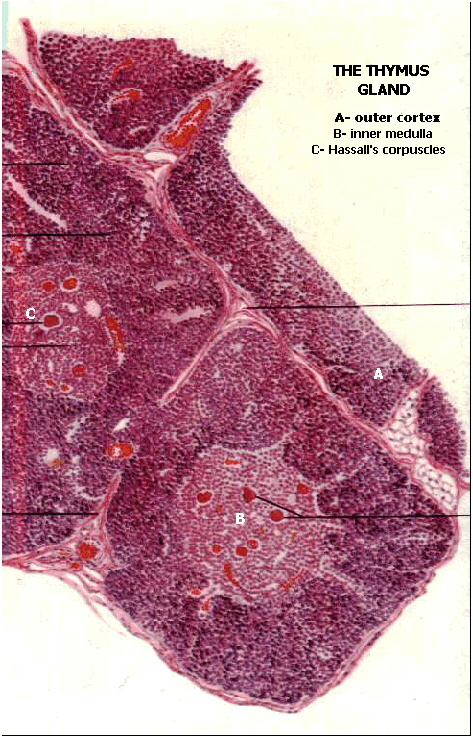 THE THYMUS
GLAND
A- outer cortex
B- inner medulla
C- Hassall's corpuscles
C
A
B